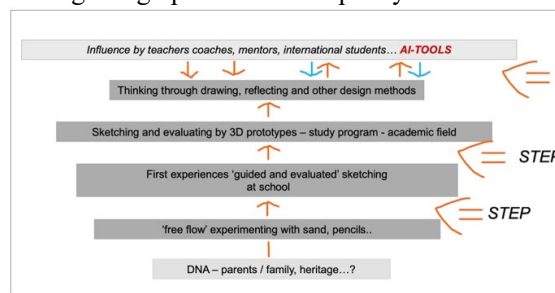 Influence by teachers coaches, mentors, international students… AI-TOOLS
Thinking through drawing, reflecting and other design methods
Sketching and evaluating by 3D prototypes – study program - academic field
STEP
First experiences 'guided and evaluated' sketching
at school
STEP
'free flow' experimenting with sand, pencils..
DNA – parents / family, heritage…?